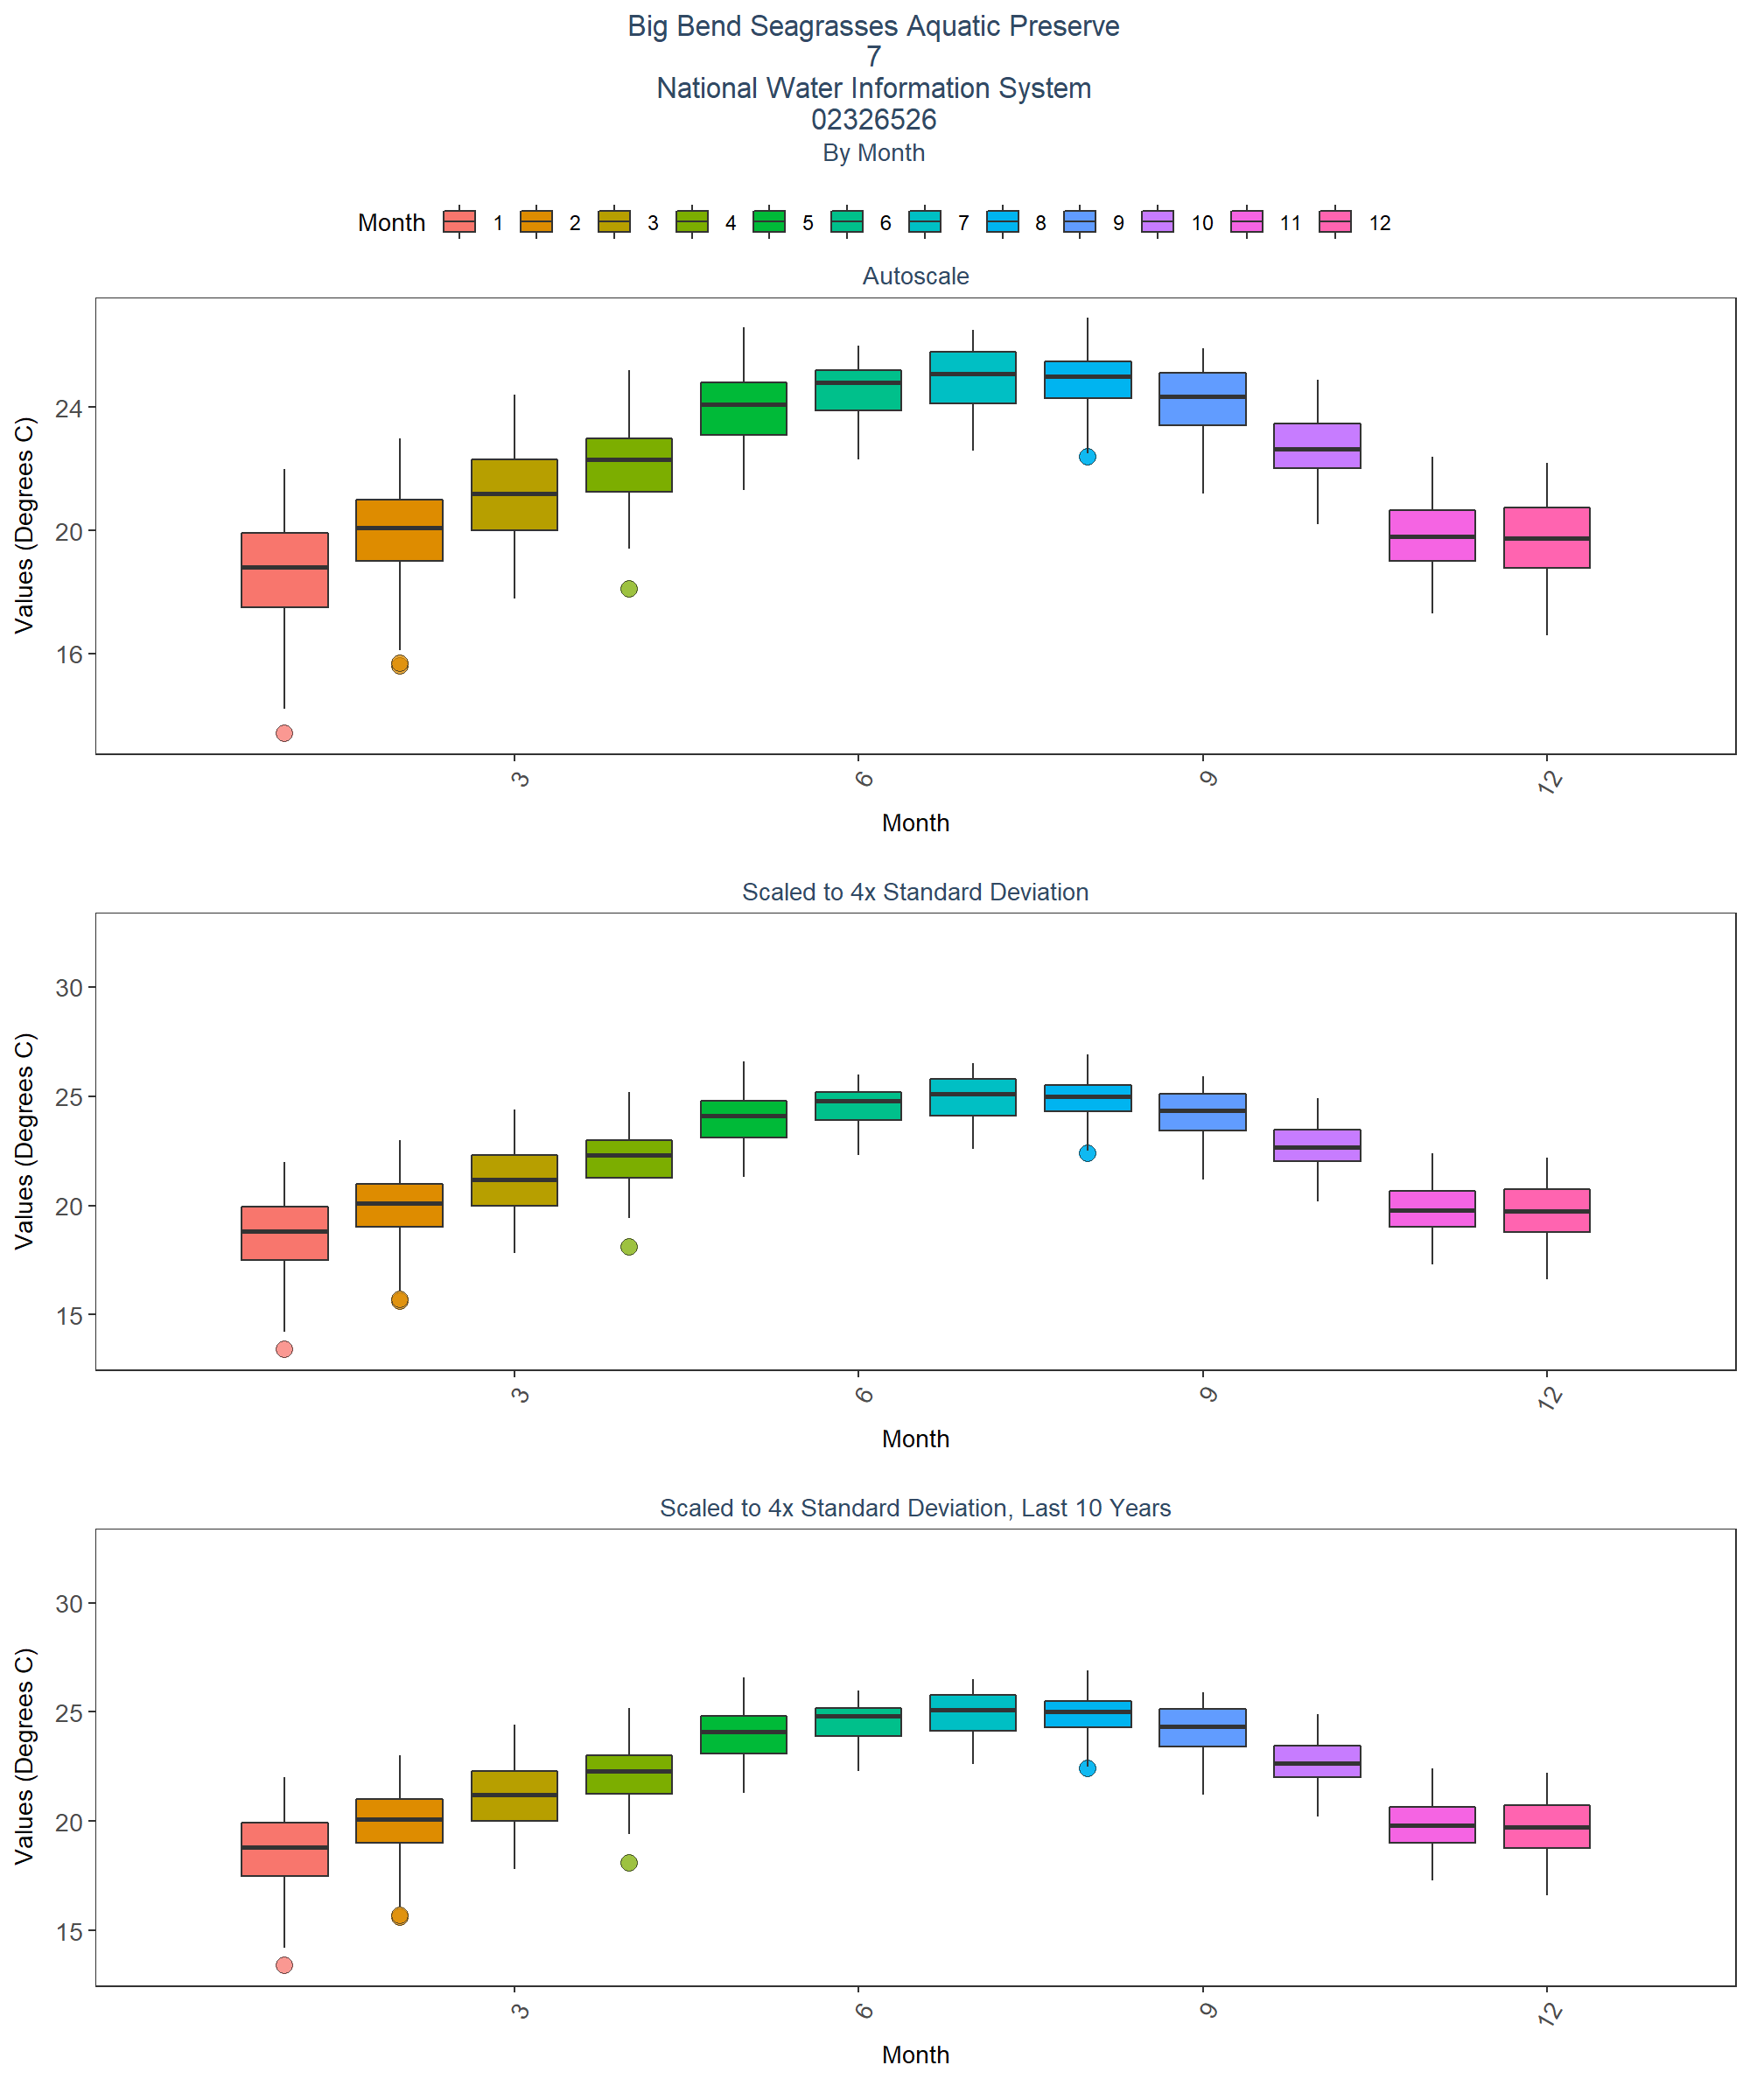 Big Bend Seagrasses Aquatic Preserve
7
National Water Information System
02326526
By Month
Month 1 2 3 4 5 6 7 8 9 10 11 12
Autoscale
Values (Degrees C)
24
20
16
3 6 9 12
Month
Scaled to 4x Standard Deviation
Values (Degrees C)
30
25
20
15
3 6 9 12
Month
Scaled to 4x Standard Deviation, Last 10 Years
Values (Degrees C)
30
25
20
15
3 6 9 12
Month